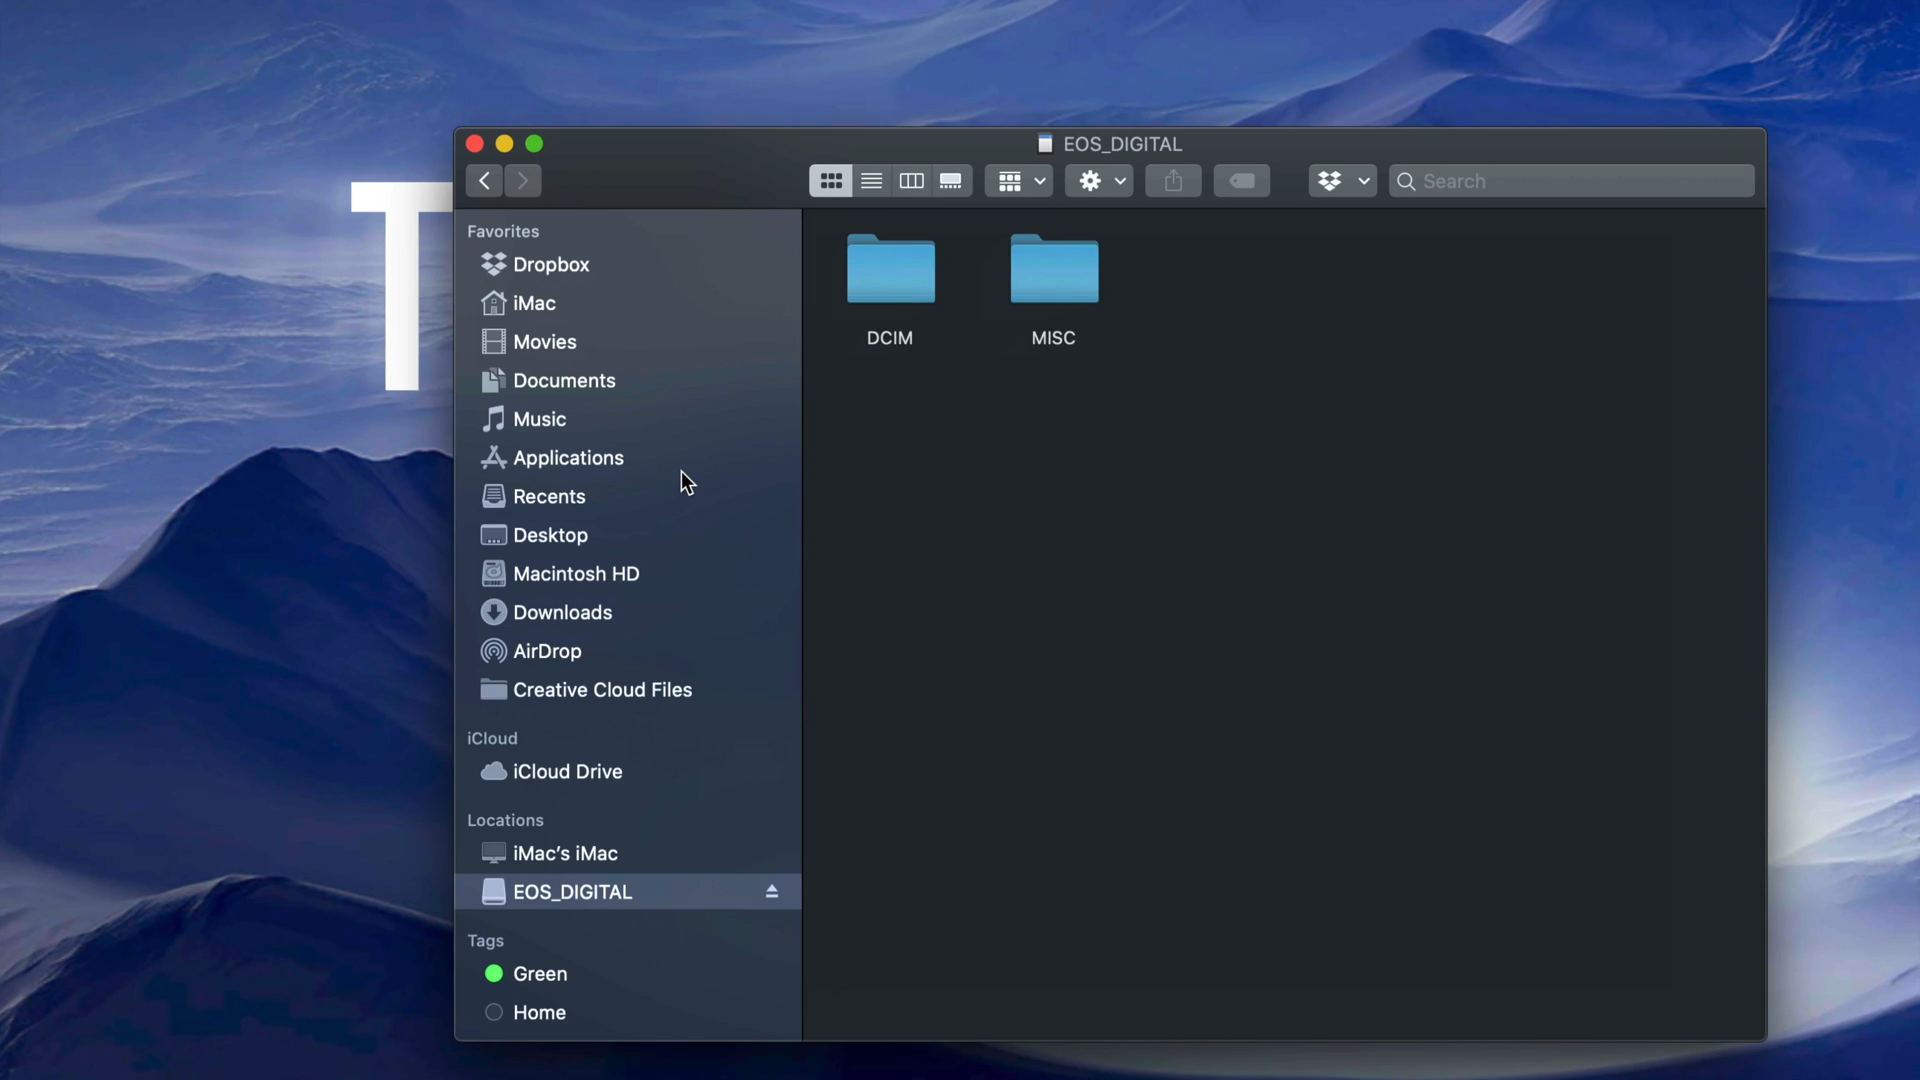 T
EOS_DIGITAL
Search
Favorites
Dropbox
iMac
Movies
Documents
Music
Applications
Recents
Desktop
Macintosh HD
Downloads
AirDrop
Creative Cloud Files
iCloud
iCloud Drive
Locations
iMac’s iMac
EOS_DIGITAL
Tags
Green
Home
DCIM
MISC